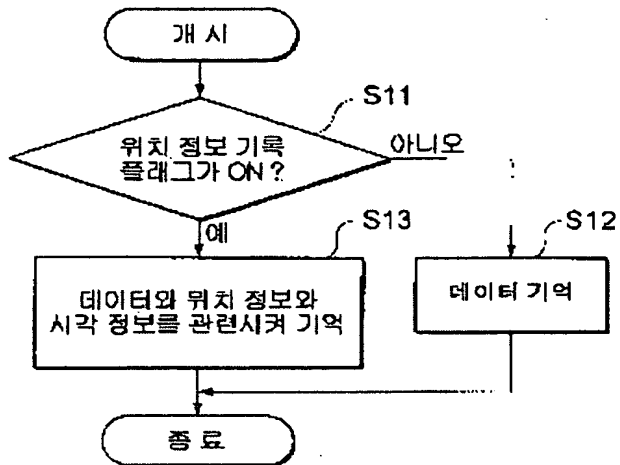 개 시
S11
위치 정보 기록
플래그가 ON ?
아니오
예
S13
S12
데이터와 위치 정보와
시각 정보를 관련시켜 기억
데이터 기억
종 료